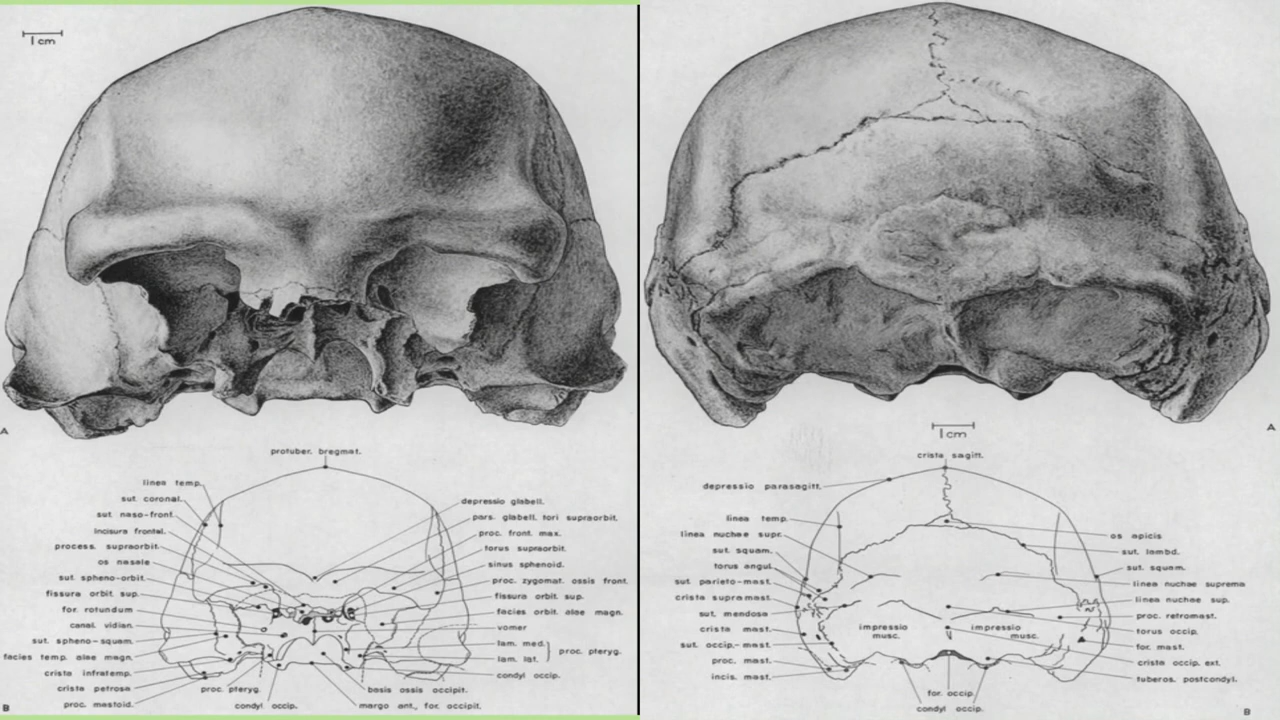 1 cm
A
protuber. bregmat.
linea temp.
sut. coronal.
sut. naso-front.
incisura frontal.
process. supraorbit.
os nasale
sut. spheno-orbit.
fissura orbit. sup.
for. rotundum
canal. vidian.
sut. spheno-squam.
facies temp. alae magn.
crista infratemp.
crista petrosa
proc. mastoid.
depressio glabell.
pars. glabell. tori supraorbit.
proc. front. max.
torus supraorbit.
sinus sphenoid.
proc. zygomat. ossis front.
fissura orbit. sup.
facies orbit. alae magn.
vomer
lam. med.
proc. pteryg.
lam. lat.
condyl occip.
proc. pteryg.
condyl occip.
basis ossis occipit.
margo ant., for. occipit.
B
A
1 cm
crista sagitt.
depressio parasagitt.
linea temp.
linea nuchae supr.
sut. squam.
torus angul.
sut. parieto-mast.
crista supramast.
sut. mendosa
crista mast.
sut. occip.-mast.
proc. mast.
incis. mast.
os apicis
sut. lambd.
sut. squam.
linea nuchae suprema
linea nuchae sup.
proc. retromast.
torus occip.
for. mast.
crista occip. ext.
tuberos. postcondyl.
impressio musc.
impressio musc.
for. occip.
condyl occip.
B